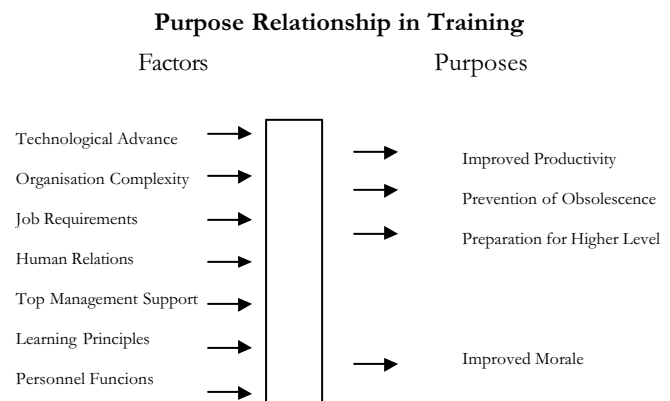 Purpose Relationship in Training
Factors Purposes
Technological Advance
Improved Productivity
Organisation Complexity
Prevention of Obsolescence
Job Requirements
Preparation for Higher Level
Human Relations
Top Management Support
Learning Principles
Improved Morale
Personnel Funcions